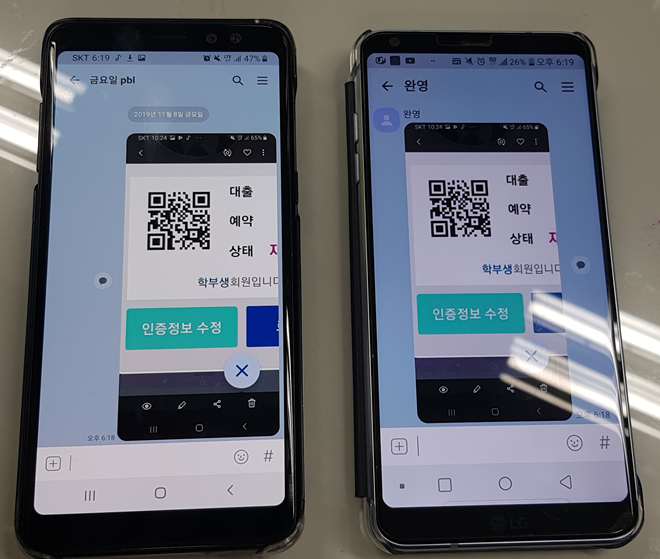 SKT 6:19 47%
금요일 pbl
2019년 11월 8일 금요일
SKT 10:24 65%
대출
예약
상태
학부생회원입니다
인증정보 수정
오후 6:18
#
26% 오후 6:19
완영
완영
SKT 10:24 65%
대출
예약
상태
학부생회원입니다
인증정보 수정
오후 6:18
#
LG